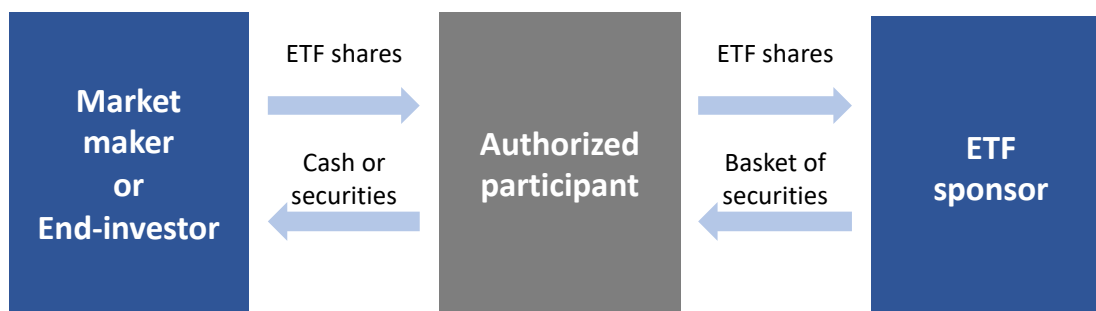 Market
maker
or
End-investor
ETF shares
Cash or
securities
Authorized
participant
ETF shares
Basket of
securities
ETF
sponsor